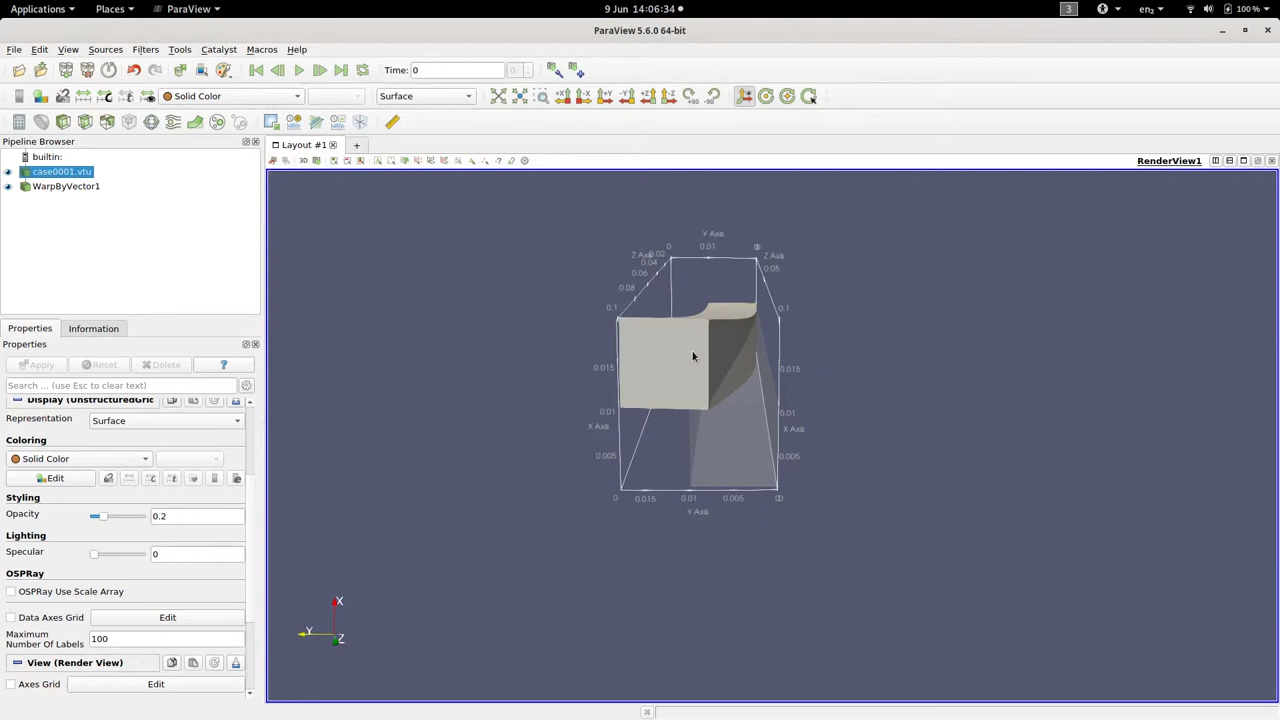 Applications Places ParaView 9 Jun 14:06:34 3 en₂ 100 %
ParaView 5.6.0 64-bit
File Edit View Sources Filters Tools Catalyst Macros Help
Time: 0 0
Solid Color Surface +X -X +Y -Y +Z -Z +90 -90
Pipeline Browser
Layout #1 +
builtin:
3D RenderView1
case0001.vtu
WarpByVector1
Properties Information
Properties
Apply Reset Delete ?
Search ... (use Esc to clear text)
Display (UnstructuredGric
Representation Surface
Coloring
Solid Color
Edit
Styling
Opacity 0.2
Lighting
Specular 0
OSPRay
OSPRay Use Scale Array
Data Axes Grid Edit
Maximum
Number Of Labels 100
View (Render View)
Axes Grid Edit
Y Axis
0 0.01
Z Axis 0.02 Z Axis
0.04 0.05
0.06
0.08
0.1 0.1
0.015 0.015
0.01 0.01
X Axis X Axis
0.005 0.005
0 0.015 0.01 0.005
Y Axis
X
Y
Z